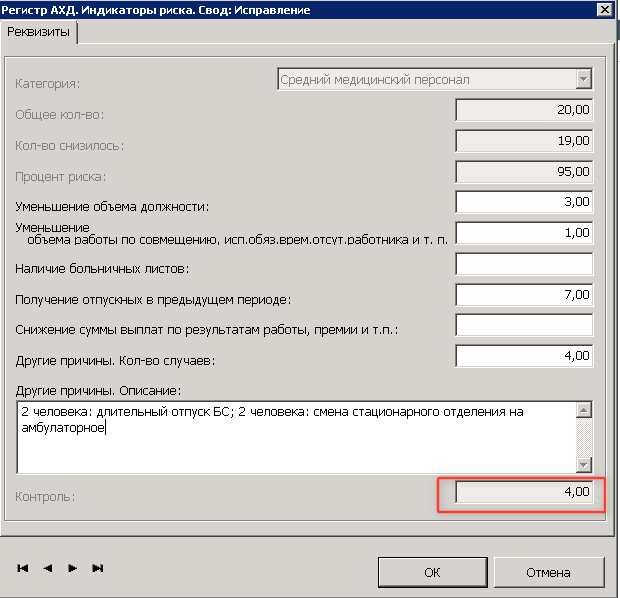 Регистр АХД. Индикаторы риска. Свод: Исправление
Реквизиты
Категория:
Средний медицинский персонал
Общее кол-во:
20,00
Кол-во снизилось:
19,00
Процент риска:
95,00
Уменьшение объема должности:
3,00
Уменьшение
объема работы по совмещению, исп.обяз.врем.отсут.работника и т. п.
1,00
Наличие больничных листов:
Получение отпускных в предыдущем периоде:
7,00
Снижение суммы выплат по результатам работы, премии и т.п.:
Другие причины. Кол-во случаев:
4,00
Другие причины. Описание:
2 человека: длительный отпуск БС; 2 человека: смена стационарного отделения на
амбулаторное
Контроль:
4,00
ОК
Отмена